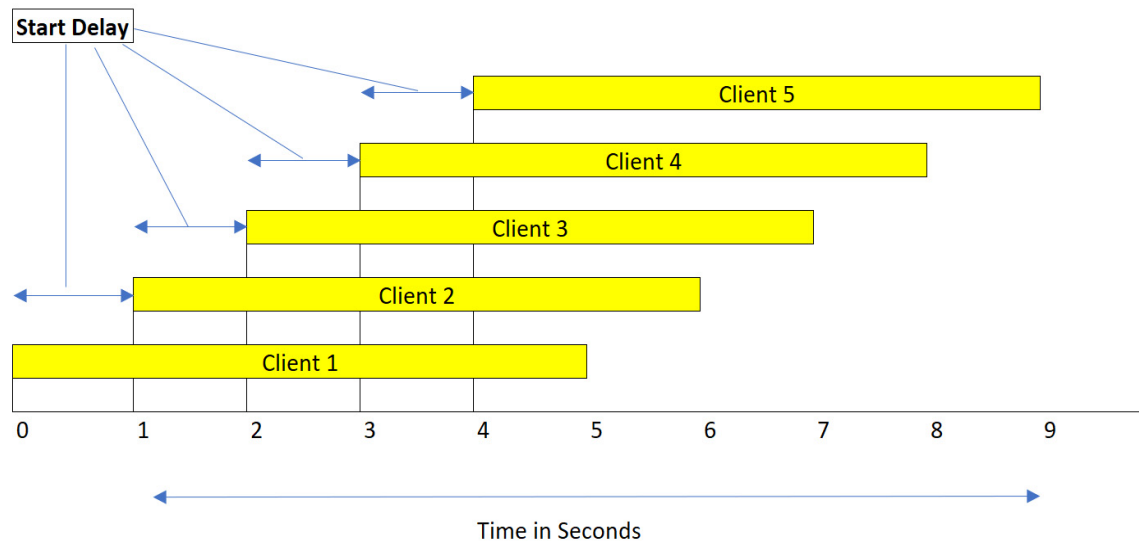 Start Delay
Client 5
Client 4
Client 3
Client 2
Client 1
0 1 2 3 4 5 6 7 8 9
Time in Seconds